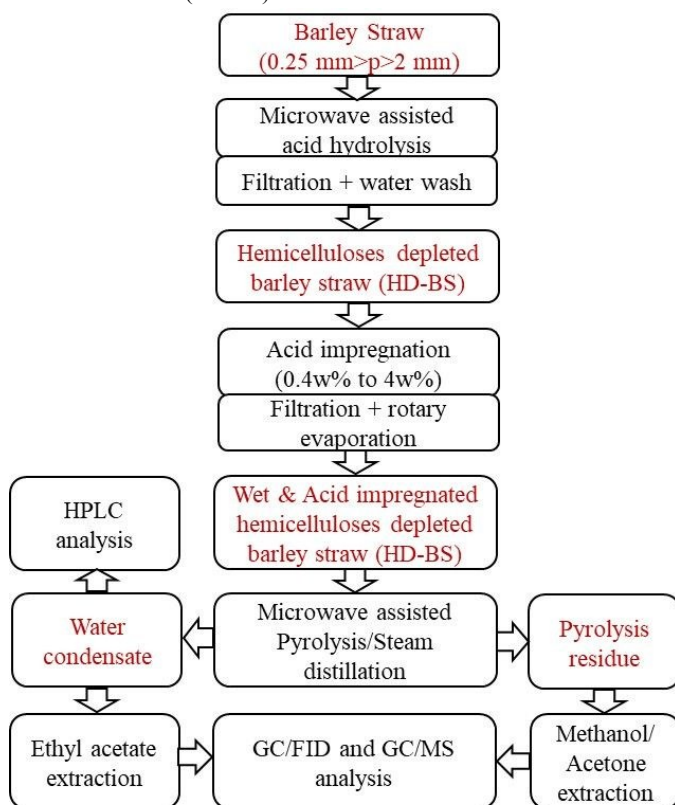 Barley Straw
(0.25 mm>p>2 mm)
Microwave assisted
acid hydrolysis
Filtration + water wash
Hemicelluloses depleted
barley straw (HD-BS)
Acid impregnation
(0.4w% to 4w%)
Filtration + rotary
evaporation
Wet & Acid impregnated
hemicelluloses depleted
barley straw (HD-BS)
HPLC
analysis
Water
condensate
Microwave assisted
Pyrolysis/Steam
distillation
Pyrolysis
residue
Ethyl acetate
extraction
GC/FID and GC/MS
analysis
Methanol/
Acetone
extraction